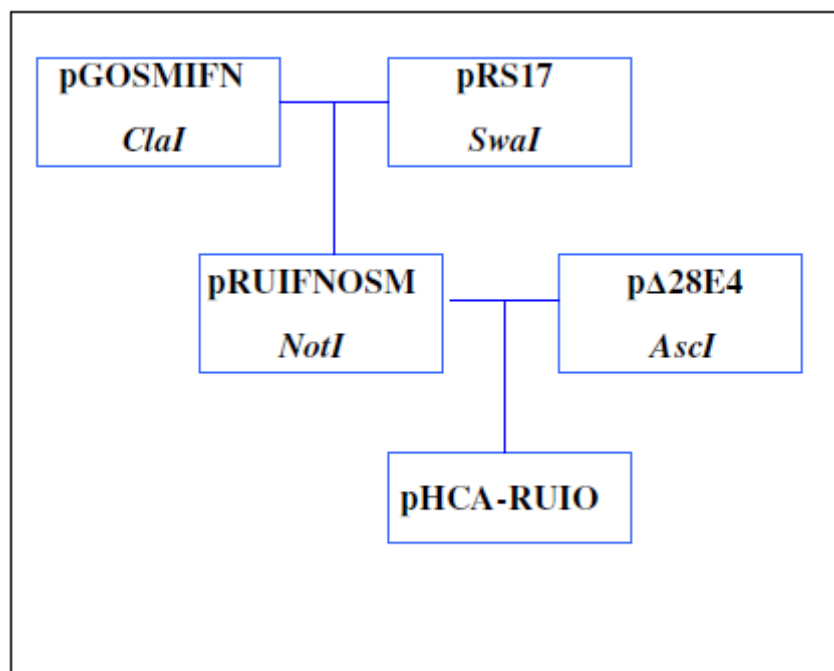 pGOSMIFN
ClaI
pRS17
SwaI
pRUIFNOSM
NotI
pΔ28E4
AscI
pHCA-RUIO